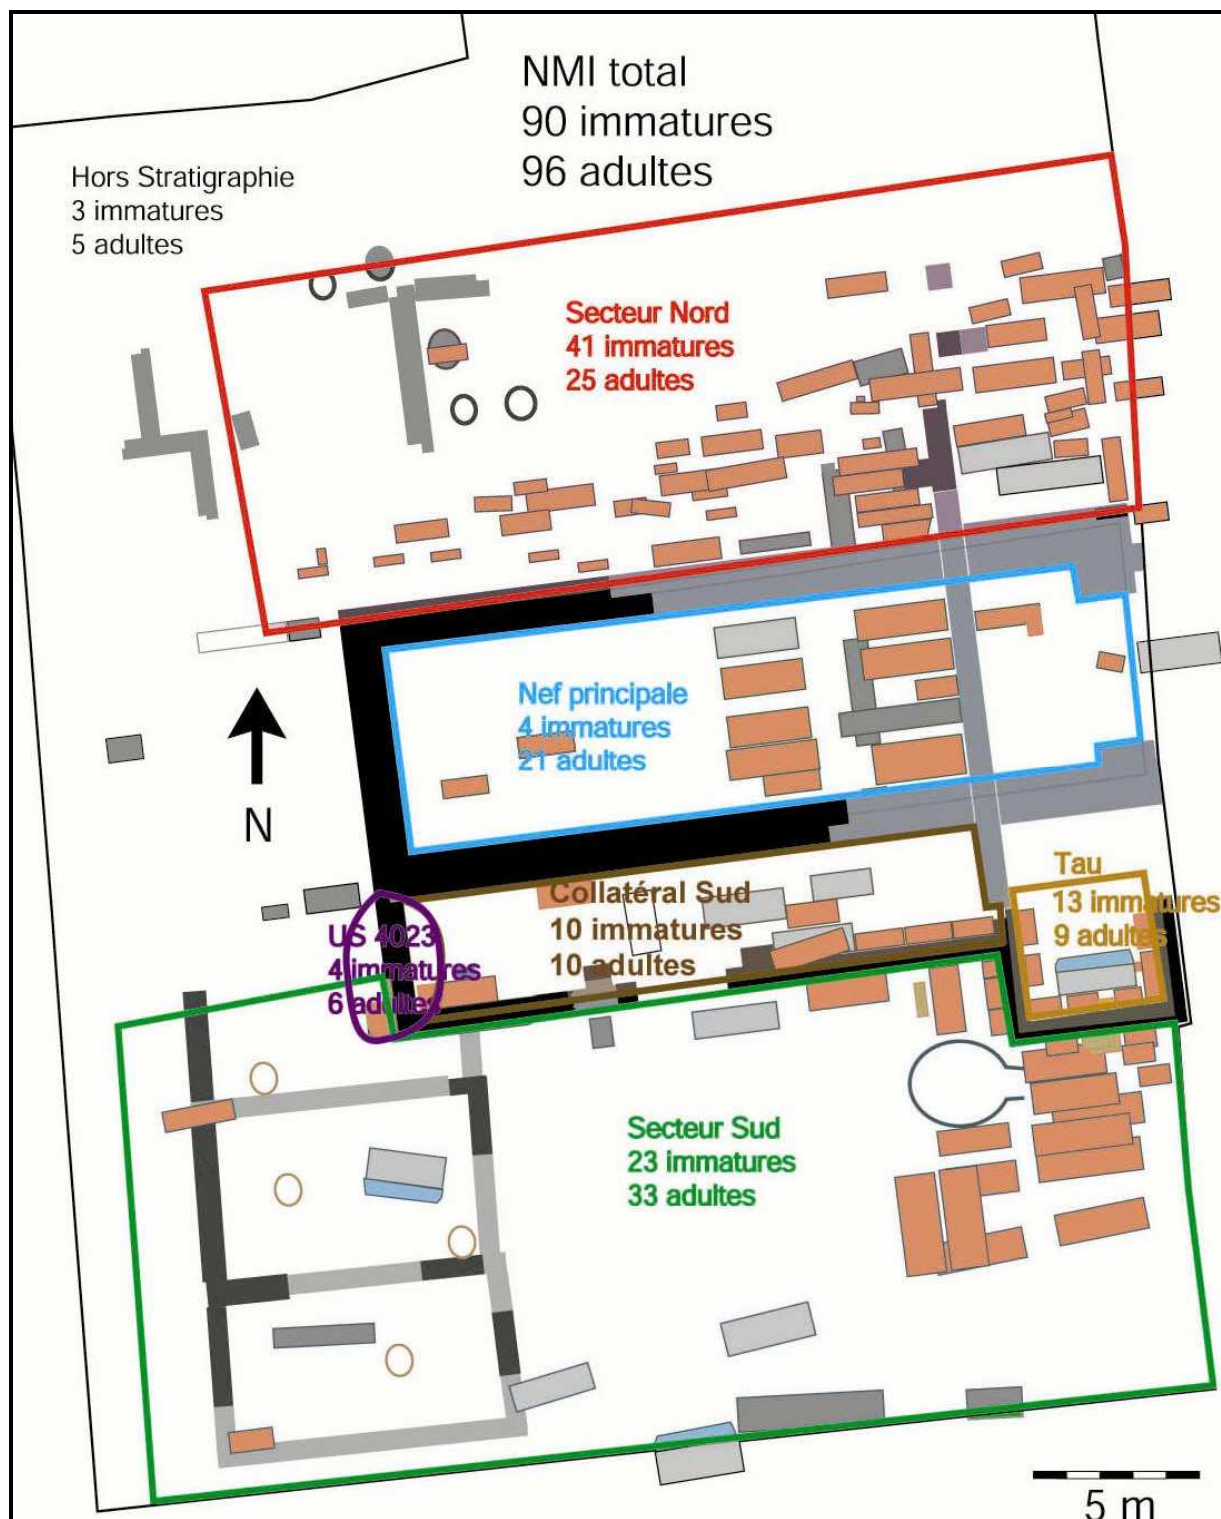 NMI total
90 immatures
96 adultes
Hors Stratigraphie
3 immatures
5 adultes
Secteur Nord
41 immatures
25 adultes
Nef principale
4 immatures
21 adultes
N
Tau
13 immatures
9 adultes
Collatéral Sud
10 immatures
10 adultes
US 4023
4 immatures
6 adultes
Secteur Sud
23 immatures
33 adultes
5 m